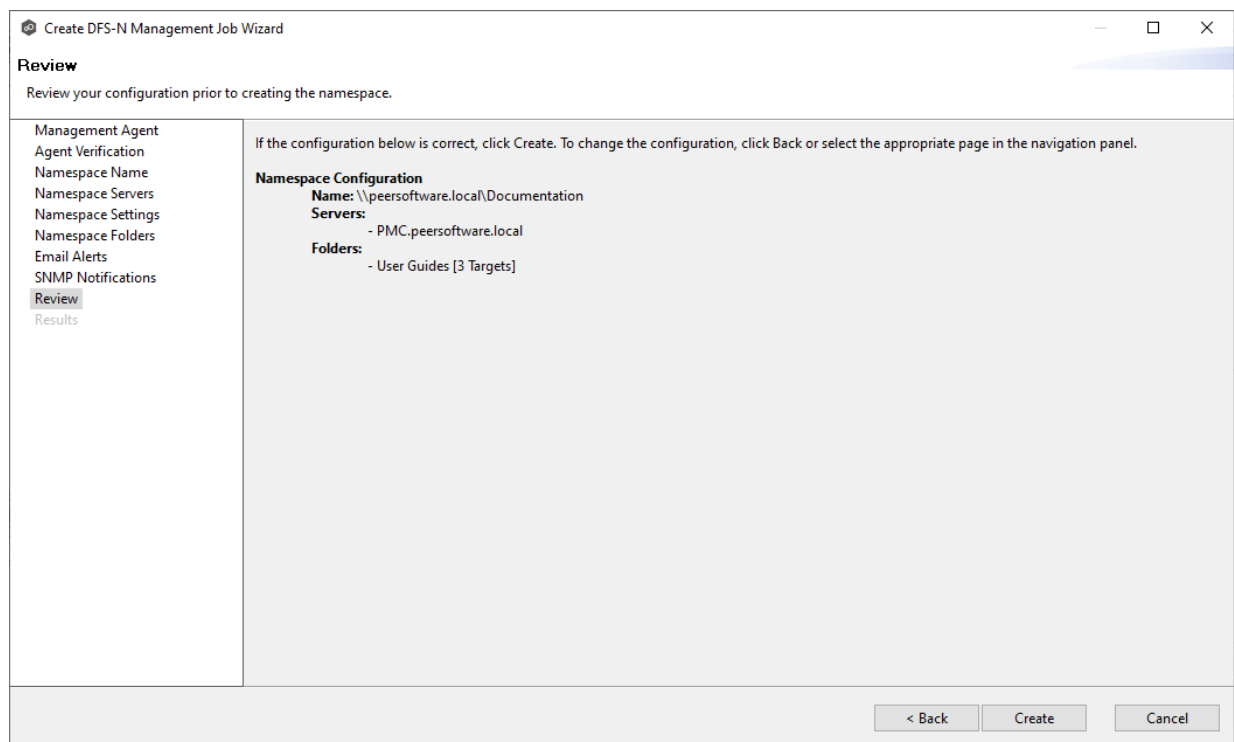 Create DFS-N Management Job Wizard
Review
Review your configuration prior to creating the namespace.
Management Agent
Agent Verification
Namespace Name
Namespace Servers
Namespace Settings
Namespace Folders
Email Alerts
SNMP Notifications
Review
Results
If the configuration below is correct, click Create. To change the configuration, click Back or select the appropriate page in the navigation panel.
Namespace Configuration
Name: \\peersoftware.local\Documentation
Servers:
- PMC.peersoftware.local
Folders:
- User Guides [3 Targets]
< Back
Create
Cancel